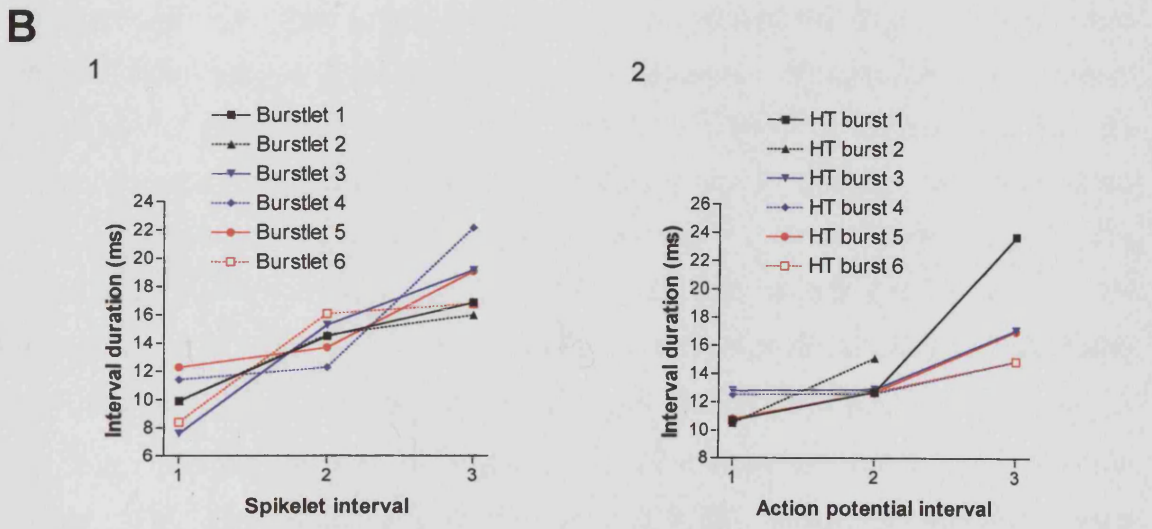 B
1
Burstlet 1
Burstlet 2
Burstlet 3
Burstlet 4
Burstlet 5
Burstlet 6
Interval duration (ms)
24
22
20
18
16
14
12
10
8
6
1 2 3
Spikelet interval
2
HT burst 1
HT burst 2
HT burst 3
HT burst 4
HT burst 5
HT burst 6
Interval duration (ms)
26
24
22
20
18
16
14
12
10
8
1 2 3
Action potential interval